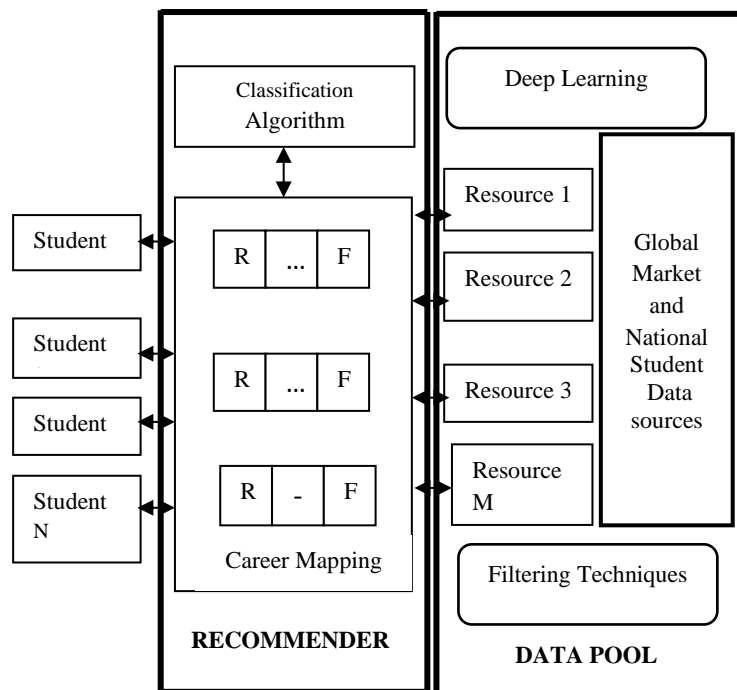 Classification
Algorithm
Deep Learning
Student
Student
Student
Student
N
R
...
F
R
...
F
R
-
F
Career Mapping
Resource 1
Resource 2
Resource 3
Resource
M
Global
Market
and
National
Student
Data
sources
Filtering Techniques
RECOMMENDER
DATA POOL